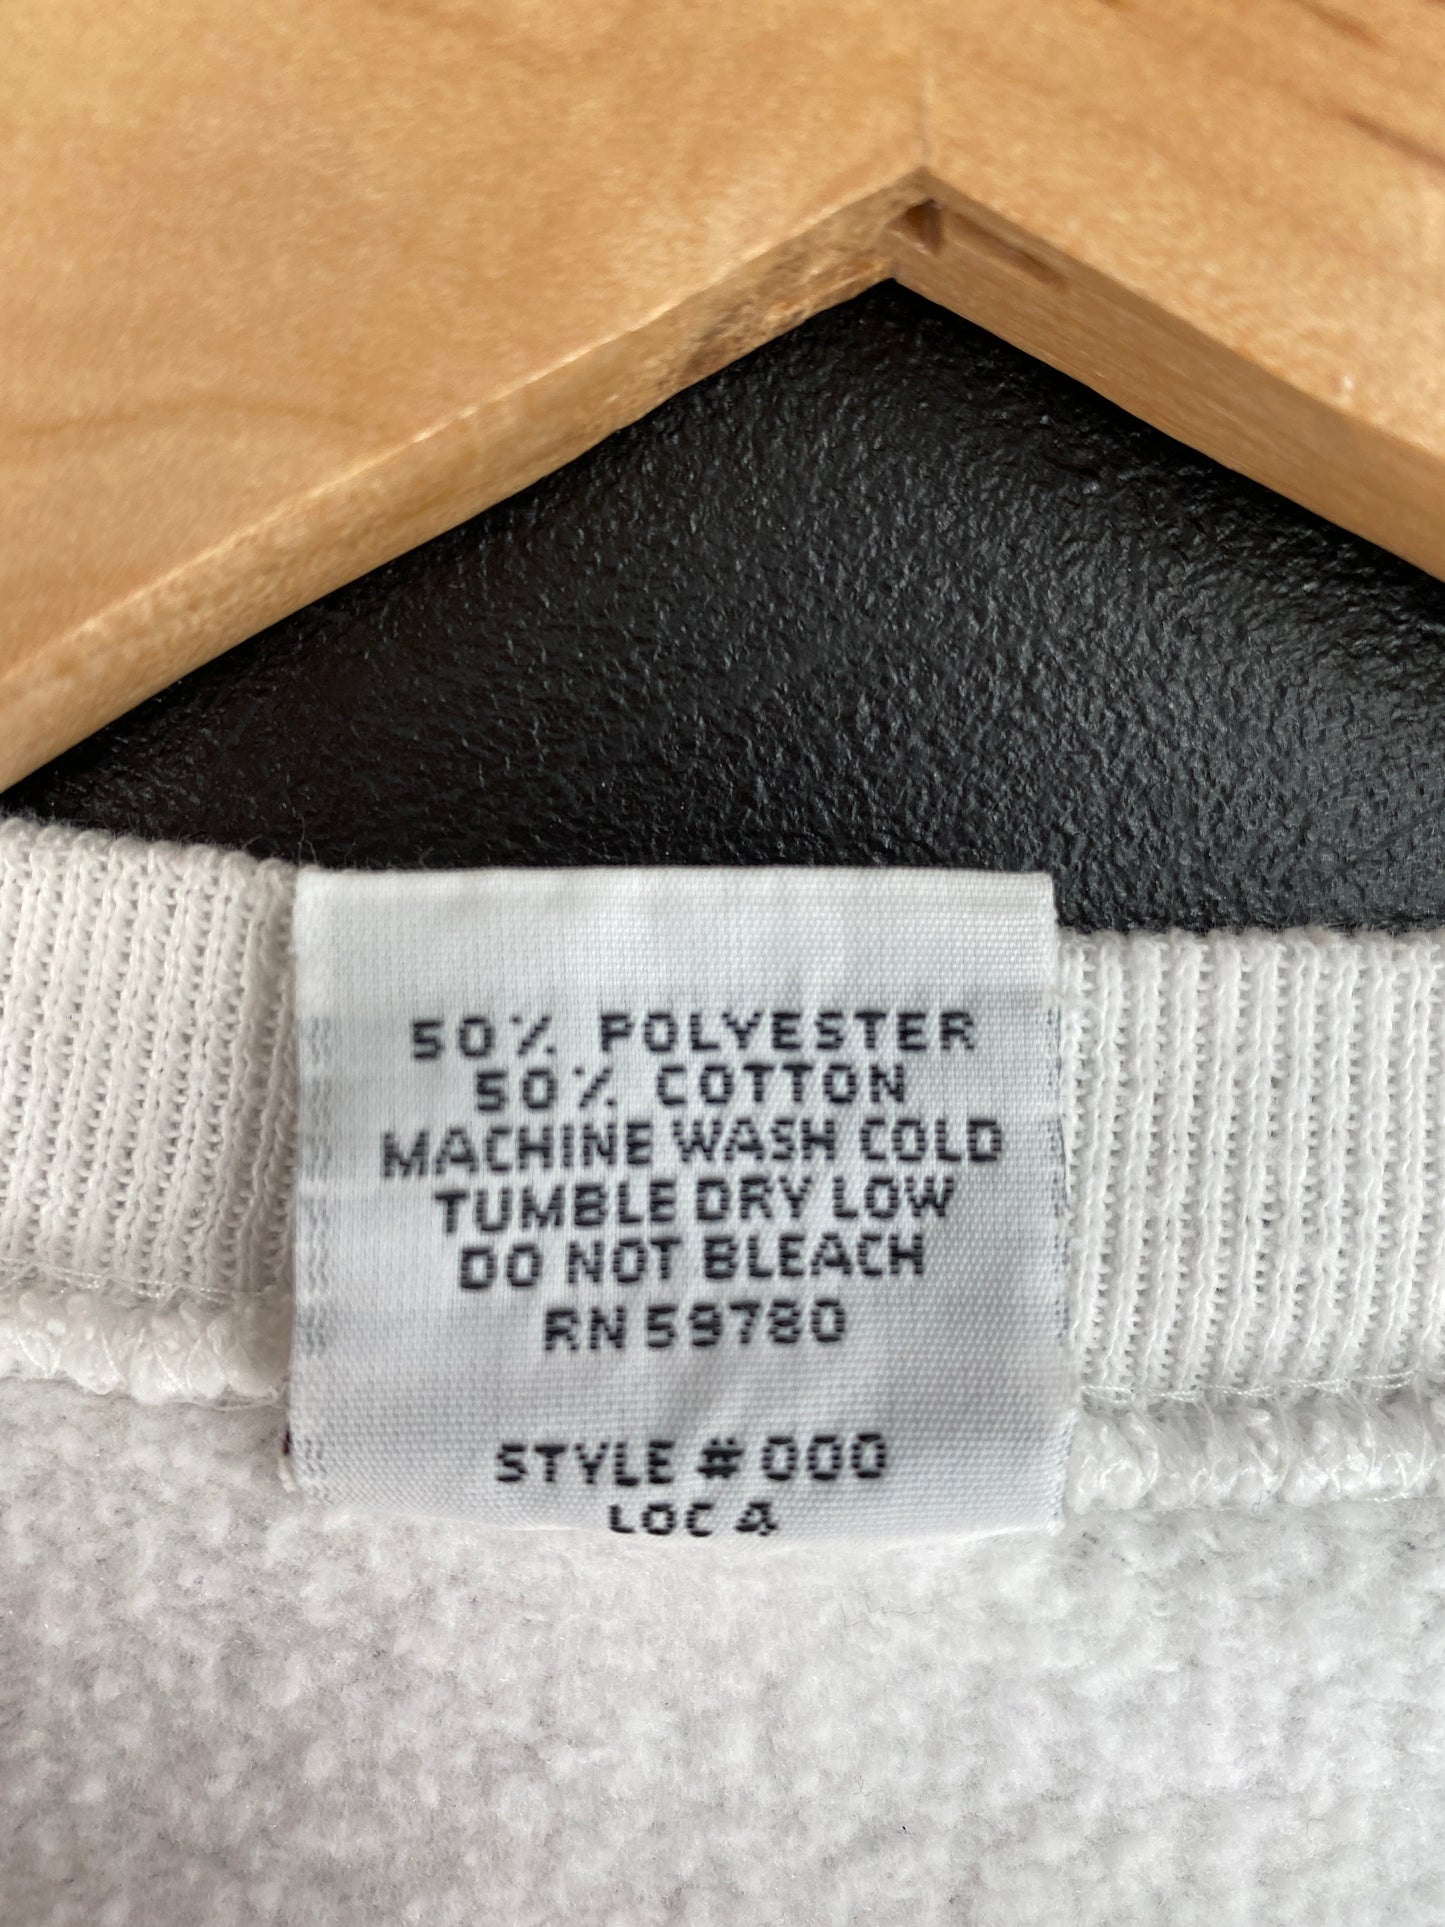 50% POLYESTER
50% COTTON
MACHINE WASH COLD
TUMBLE DRY LOW
DO NOT BLEACH
RN 59780
STYLE # 000
LOC 4